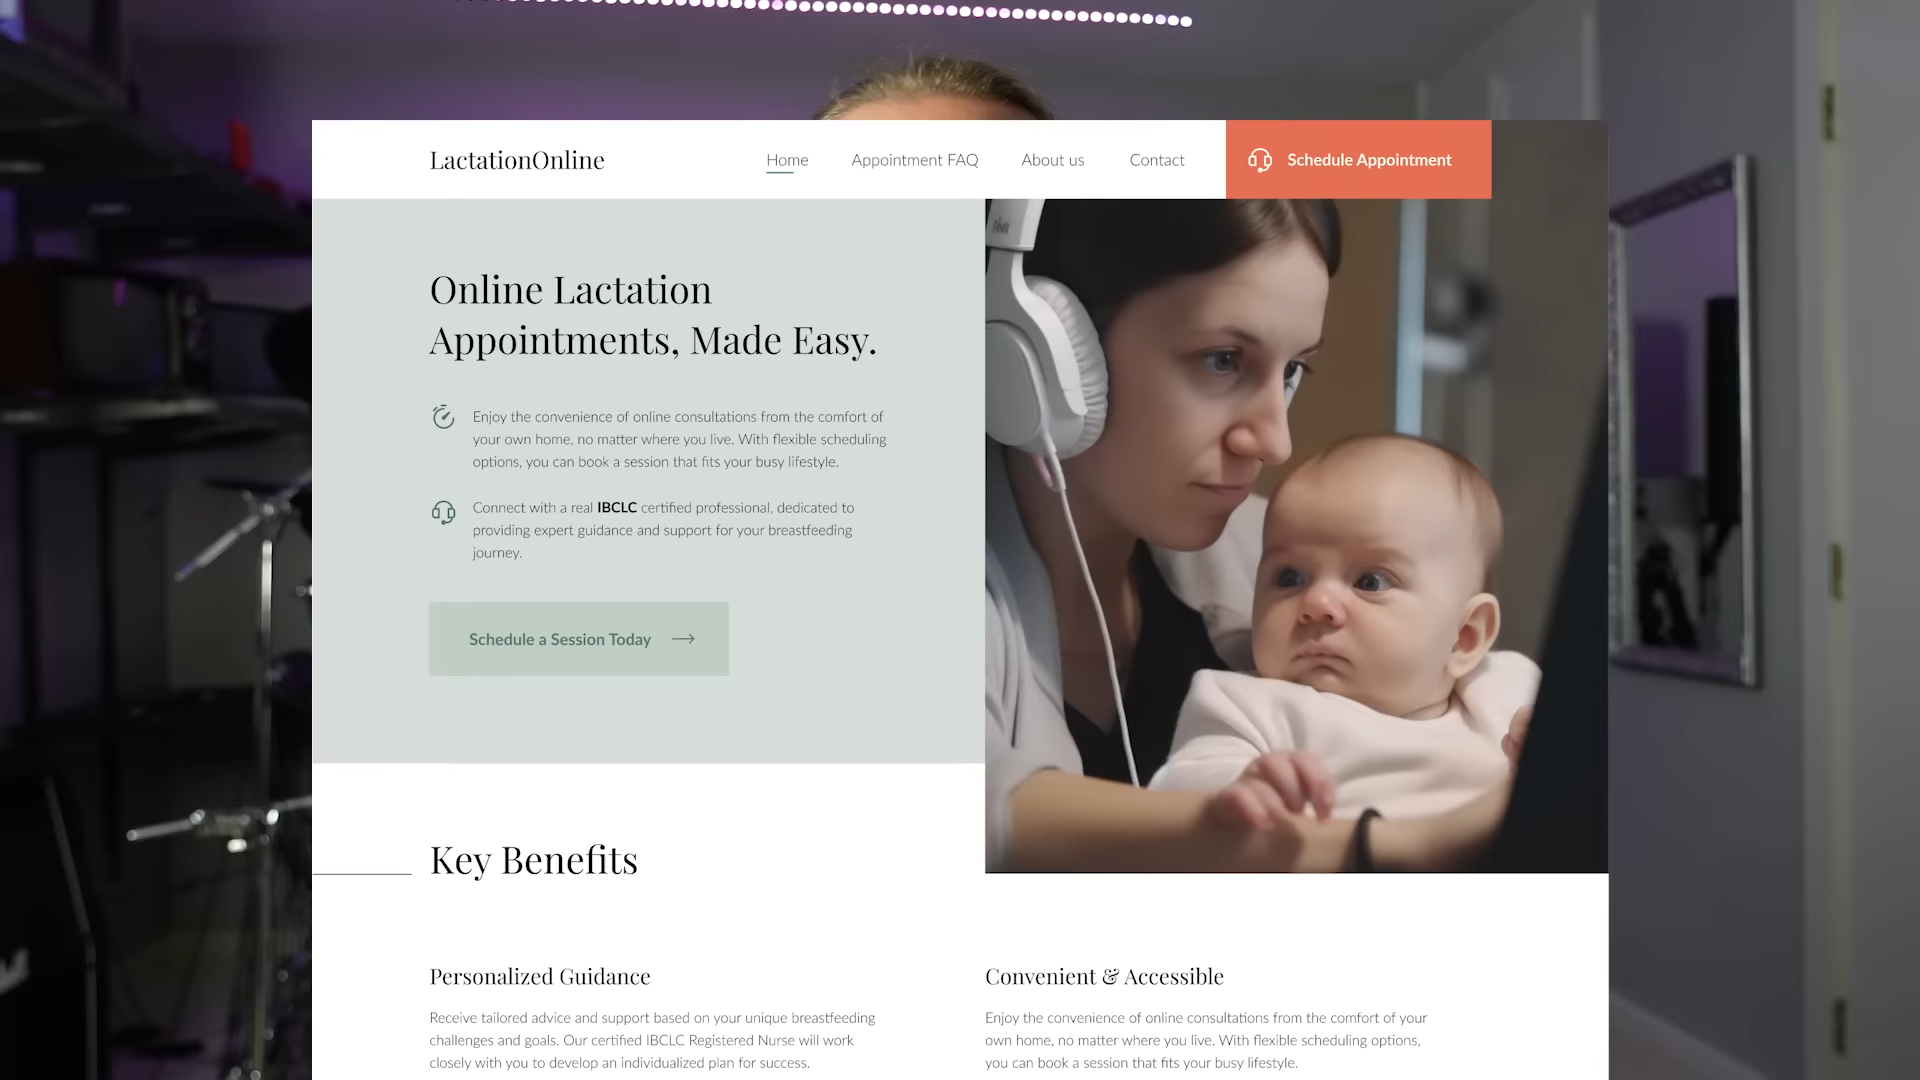 LactationOnline
Home
Appointment FAQ
About us
Contact
Schedule Appointment
Online Lactation
Appointments, Made Easy.
Enjoy the convenience of online consultations from the comfort of
your own home, no matter where you live. With flexible scheduling
options, you can book a session that fits your busy lifestyle.
Connect with a real IBCLC certified professional, dedicated to
providing expert guidance and support for your breastfeeding
journey.
Schedule a Session Today
Key Benefits
Personalized Guidance
Receive tailored advice and support based on your unique breastfeeding
challenges and goals. Our certified IBCLC Registered Nurse will work
closely with you to develop an individualized plan for success.
Convenient & Accessible
Enjoy the convenience of online consultations from the comfort of your
own home, no matter where you live. With flexible scheduling options,
you can book a session that fits your busy lifestyle.